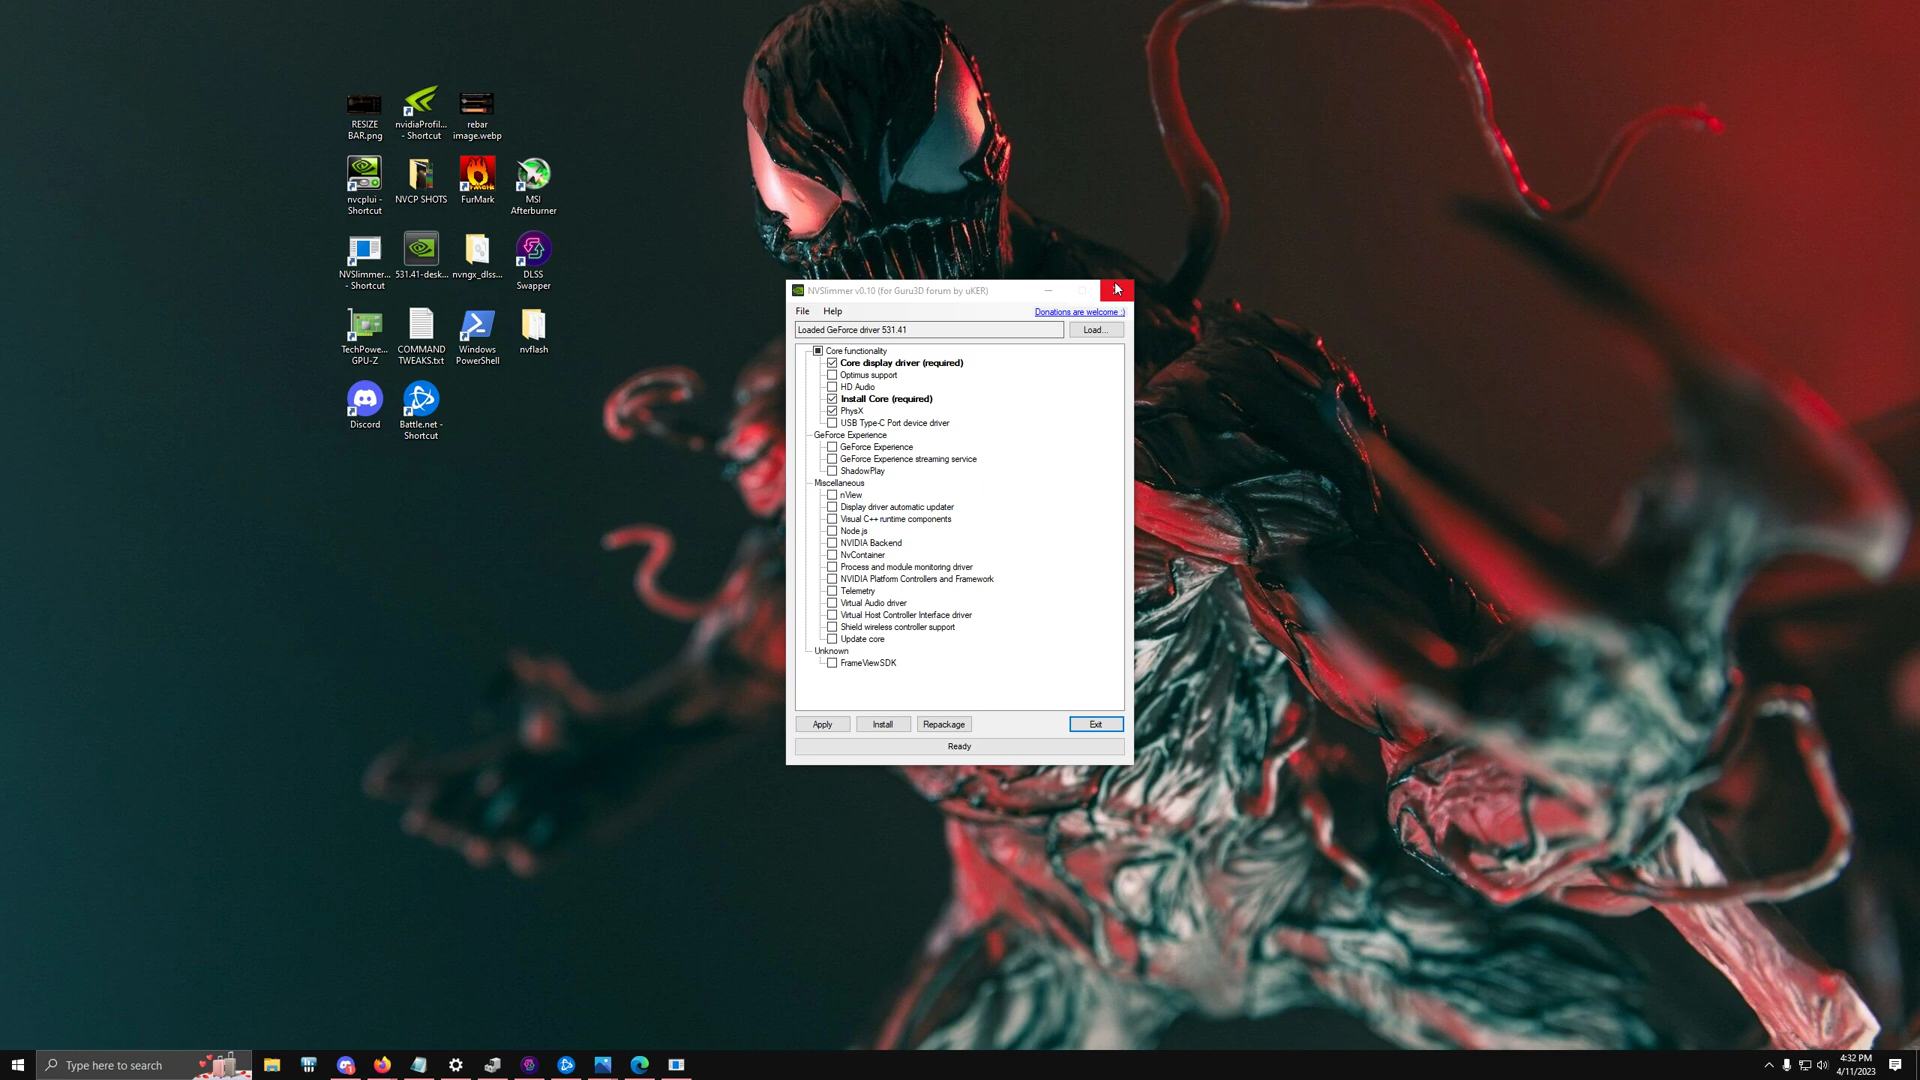 RESIZE
BAR.png
nvidiaProfil...
- Shortcut
rebar
image.webp
nvcplui -
Shortcut
NVCP SHOTS
FurMark
MSI
Afterburner
NVSlimmer...
- Shortcut
531.41-desk...
nvngx_dlss...
DLSS
Swapper
TechPowe...
GPU-Z
COMMAND
TWEAKS.txt
Windows
PowerShell
nvflash
Discord
Battle.net -
Shortcut
NVSlimmer v0.10 (for Guru3D forum by uKER)
File Help Donations are welcome :)
Loaded GeForce driver 531.41 Load...
Core functionality
Core display driver (required)
Optimus support
HD Audio
Install Core (required)
PhysX
USB Type-C Port device driver
GeForce Experience
GeForce Experience
GeForce Experience streaming service
ShadowPlay
Miscellaneous
nView
Display driver automatic updater
Visual C++ runtime components
Node.js
NVIDIA Backend
NvContainer
Process and module monitoring driver
NVIDIA Platform Controllers and Framework
Telemetry
Virtual Audio driver
Virtual Host Controller Interface driver
Shield wireless controller support
Update core
Unknown
FrameViewSDK
Apply Install Repackage Exit
Ready
Type here to search
4:32 PM
4/11/2023